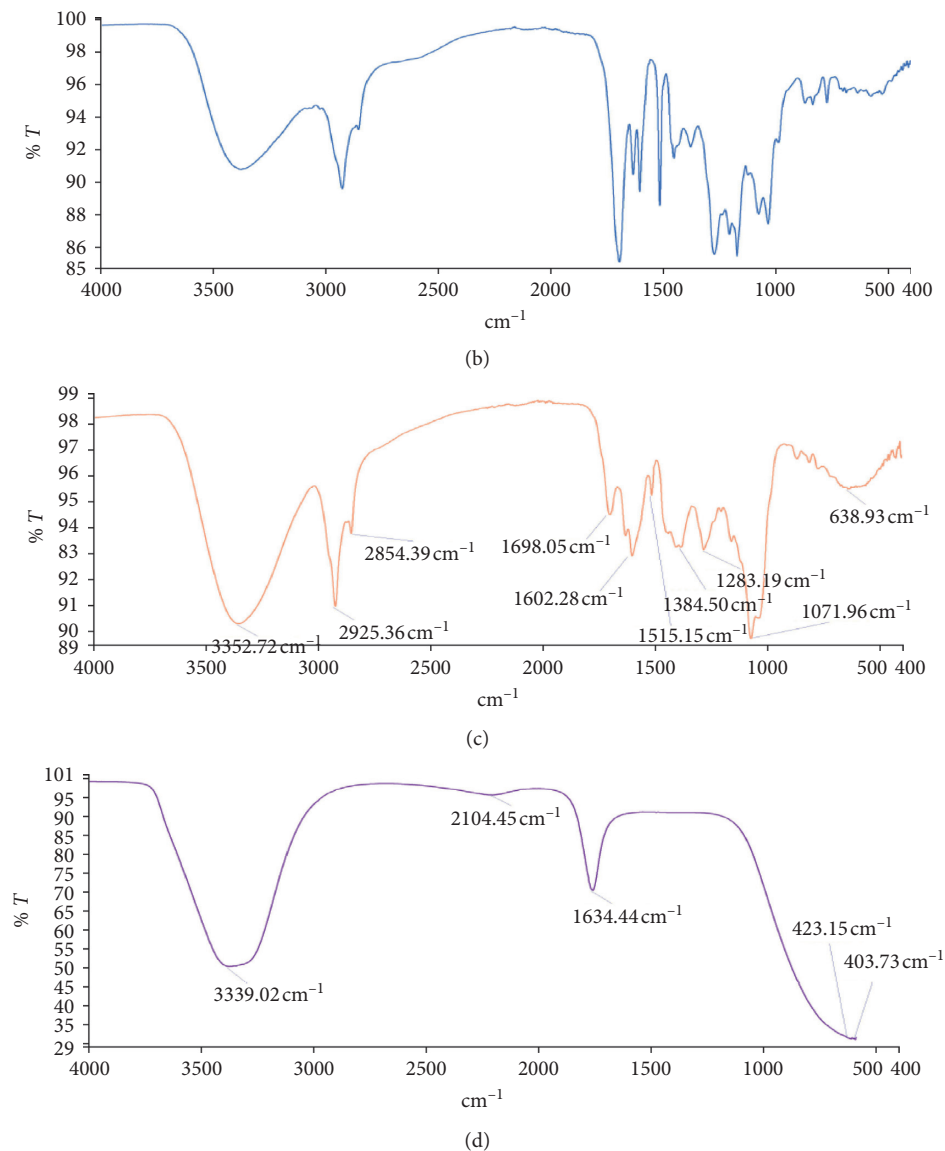 100
98
96
94
92
90
86
85
% T
4000 3500 3000 2500 2000 1500 1000 500 400
cm⁻¹
(b)
99
98
97
96
95
94
83
92
91
90
89
% T
2854.39 cm⁻¹
1698.05 cm⁻¹
638.93 cm⁻¹
1283.19 cm⁻¹
1602.28 cm⁻¹
1384.50 cm⁻¹
1071.96 cm⁻¹
2925.36 cm⁻¹
1515.15 cm⁻¹
3352.72 cm⁻¹
4000 3500 3000 2500 2000 1500 1000 500 400
cm⁻¹
(c)
101
95
90
85
80
75
70
65
60
55
50
45
40
35
29
% T
2104.45 cm⁻¹
1634.44 cm⁻¹
423.15 cm⁻¹
403.73 cm⁻¹
3339.02 cm⁻¹
4000 3500 3000 2500 2000 1500 1000 500 400
cm⁻¹
(d)